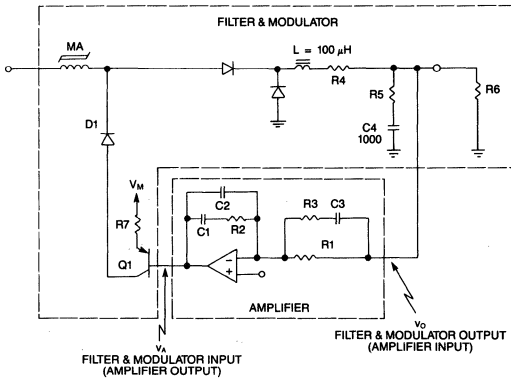 FILTER & MODULATOR
MA
L = 100 μH
R4
R5
R6
C4
1000
D1
VM
R7
Q1
C2
C1
R2
R3
C3
R1
−
+
AMPLIFIER
vA
FILTER & MODULATOR INPUT
(AMPLIFIER OUTPUT)
vO
FILTER & MODULATOR OUTPUT
(AMPLIFIER INPUT)